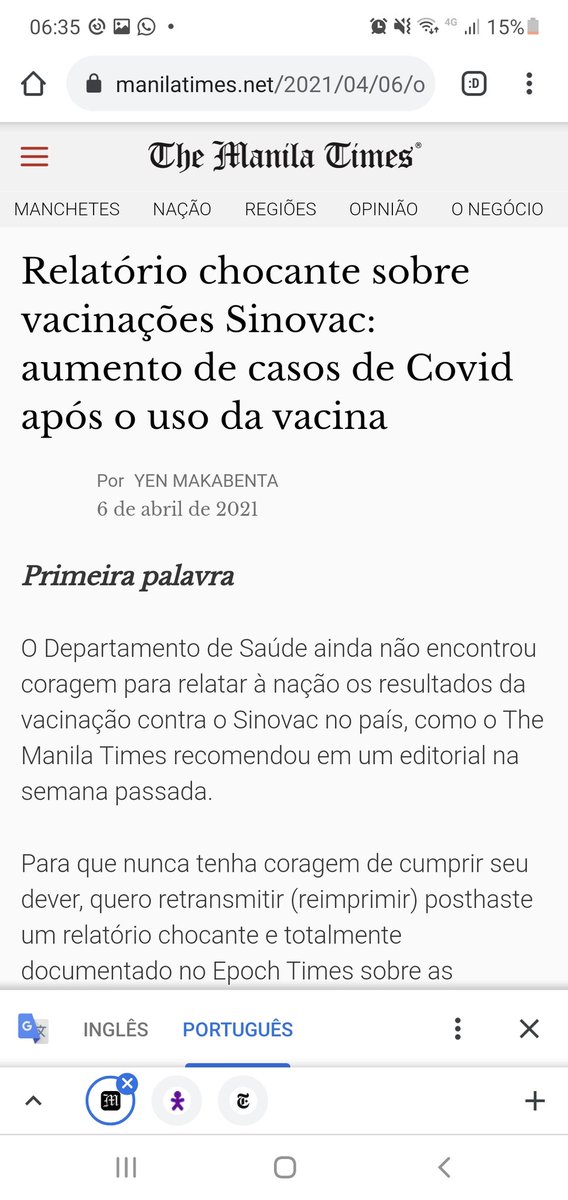 06:35
4G
15%
manilatimes.net/2021/04/06/o
:D
The Manila Times®
MANCHETES NAÇÃO REGIÕES OPINIÃO O NEGÓCIO
Relatório chocante sobre
vacinações Sinovac:
aumento de casos de Covid
após o uso da vacina
Por YEN MAKABENTA
6 de abril de 2021
Primeira palavra
O Departamento de Saúde ainda não encontrou
coragem para relatar à nação os resultados da
vacinação contra o Sinovac no país, como o The
Manila Times recomendou em um editorial na
semana passada.
Para que nunca tenha coragem de cumprir seu
dever, quero retransmitir (reimprimir) posthaste
um relatório chocante e totalmente
documentado no Epoch Times sobre as
INGLÊS PORTUGUÊS